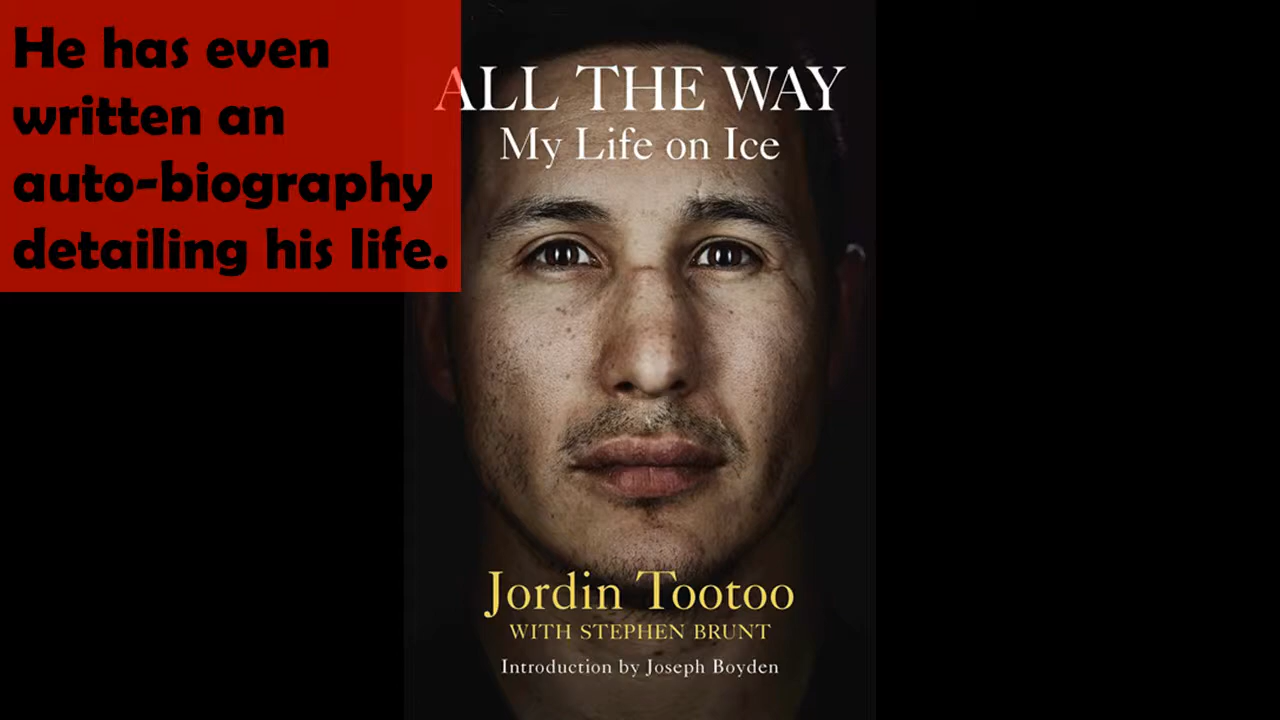 He has even
written an
auto-biography
detailing his life.
ALL THE WAY
My Life on Ice
Jordin Tootoo
WITH STEPHEN BRUNT
Introduction by Joseph Boyden